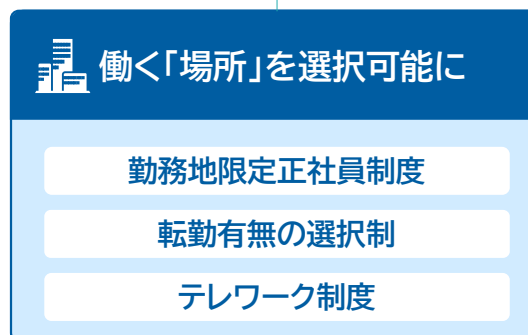 働く「場所」を選択可能に
勤務地限定正社員制度
転勤有無の選択制
テレワーク制度